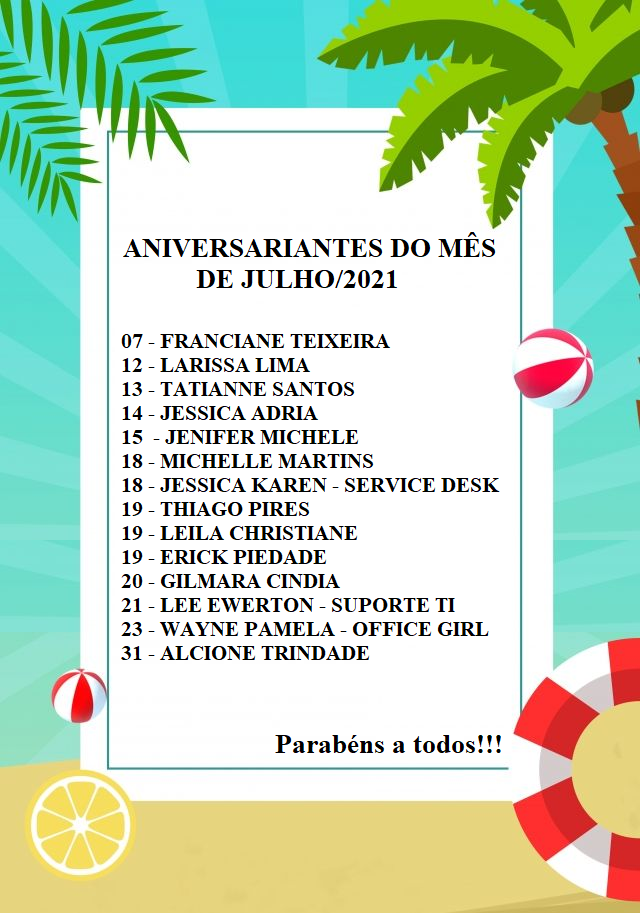 ANIVERSARIANTES DO MÊS
DE JULHO/2021
07 - FRANCIANE TEIXEIRA
12 - LARISSA LIMA
13 - TATIANNE SANTOS
14 - JESSICA ADRIA
15 - JENIFER MICHELE
18 - MICHELLE MARTINS
18 - JESSICA KAREN - SERVICE DESK
19 - THIAGO PIRES
19 - LEILA CHRISTIANE
19 - ERICK PIEDADE
20 - GILMARA CINDIA
21 - LEE EWERTON - SUPORTE TI
23 - WAYNE PAMELA - OFFICE GIRL
31 - ALCIONE TRINDADE
Parabéns a todos!!!